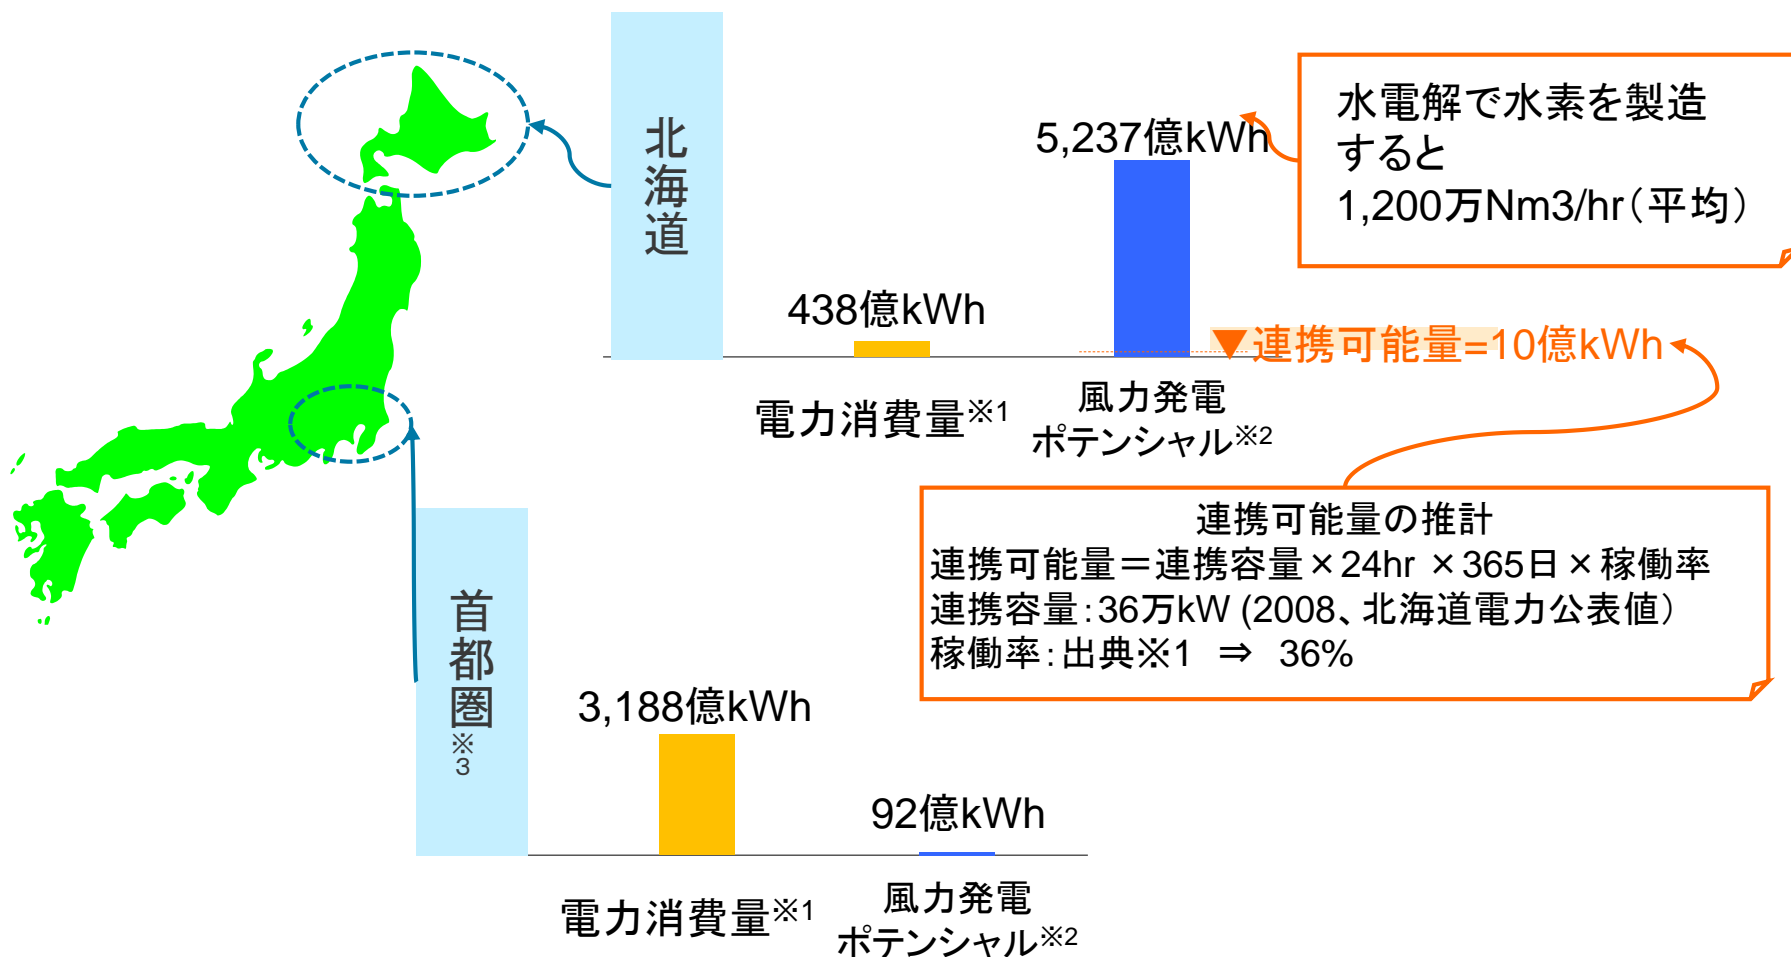 北海道
438億kWh
5,237億kWh
水電解で水素を製造
すると
1,200万Nm3/hr（平均）
▼連携可能量=10億kWh
電力消費量※1
風力発電
ポテンシャル※2
連携可能量の推計
連携可能量＝連携容量×24hr ×365日×稼働率
連携容量：36万kW (2008、北海道電力公表値）
稼働率：出典※1 ⇒ 36%
首都圏※3
3,188億kWh
92億kWh
電力消費量※1
風力発電
ポテンシャル※2